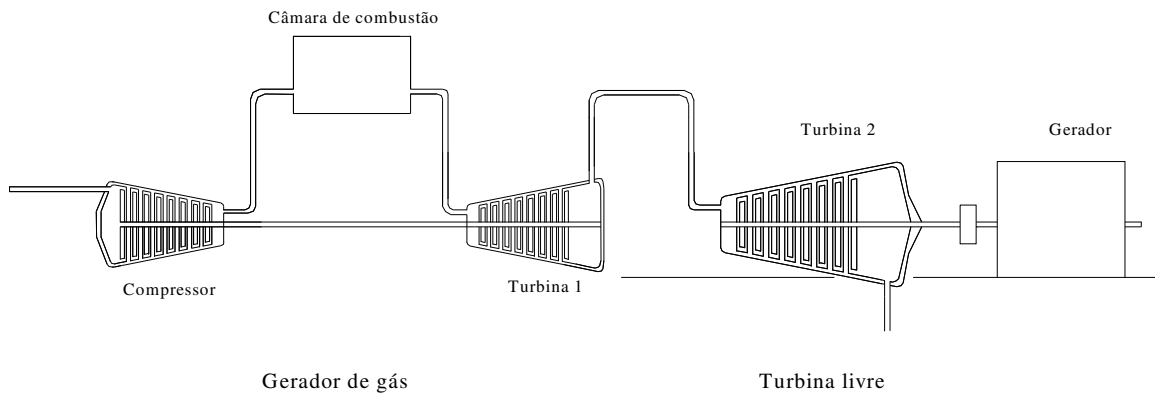 Câmara de combustão
Turbina 2
Gerador
Compressor
Turbina 1
Gerador de gás
Turbina livre